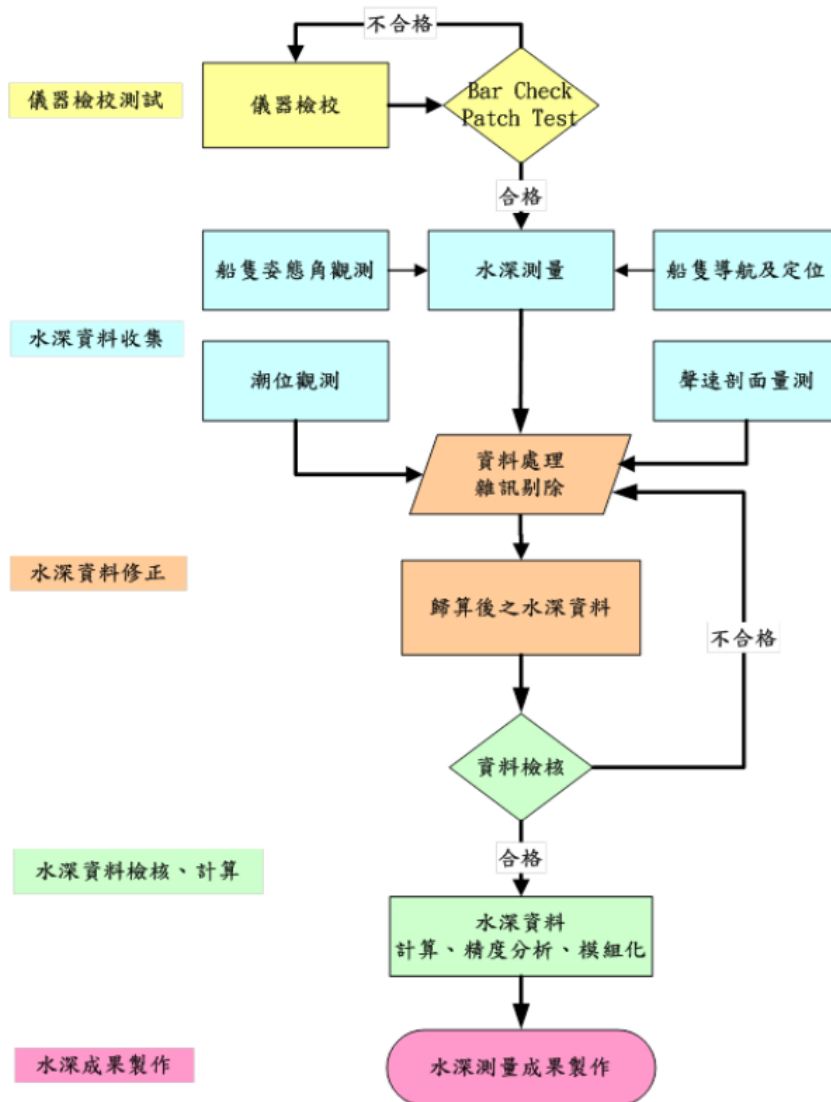 不合格
儀器檢校測試
儀器檢校
Bar Check
Patch Test
合格
船隻姿態角觀測
水深測量
船隻導航及定位
水深資料收集
潮位觀測
聲速剖面量測
資料處理
雜訊剔除
水深資料修正
歸算後之水深資料
不合格
資料檢核
合格
水深資料檢核、計算
水深資料
計算、精度分析、模組化
水深成果製作
水深測量成果製作